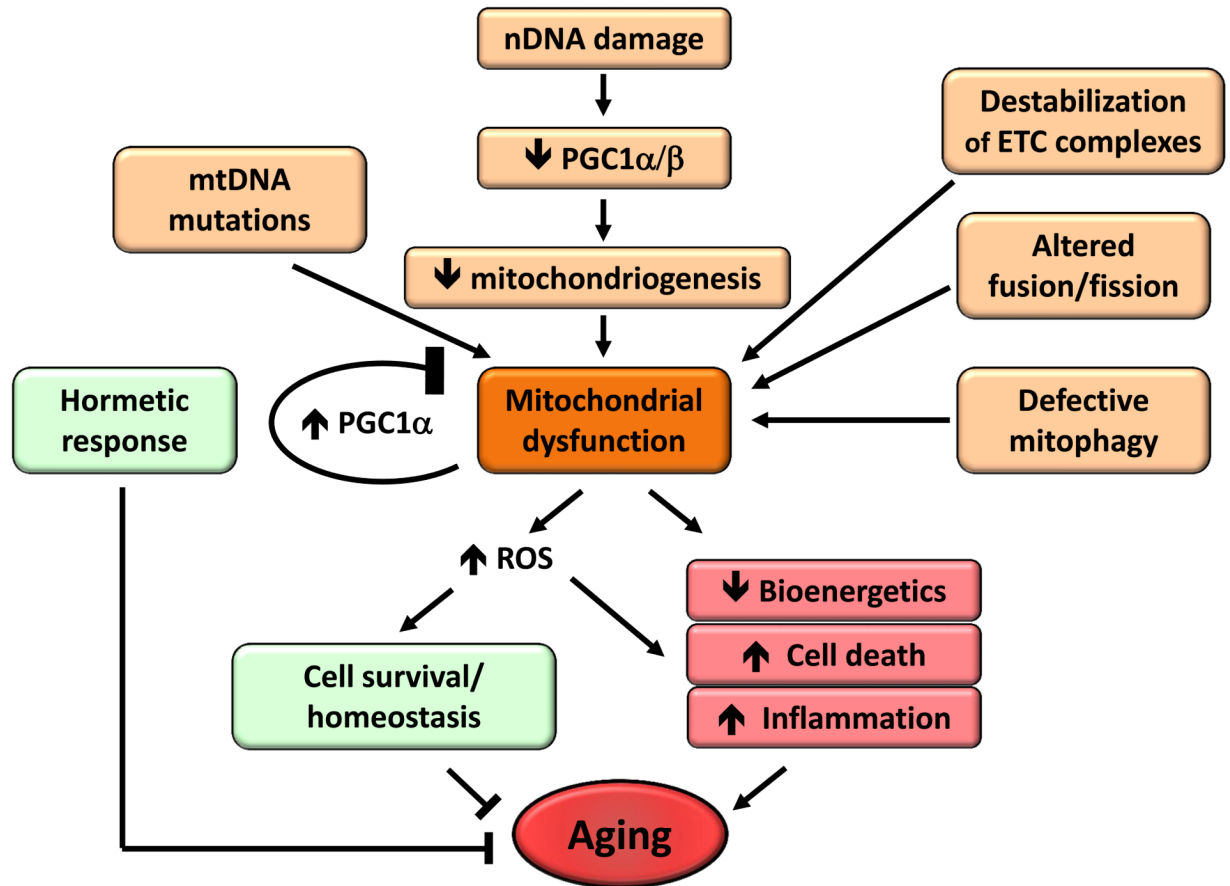 nDNA damage
Destabilization
of ETC complexes
🡻 PGC1α/β
mtDNA
mutations
Altered
fusion/fission
🡻 mitochondriogenesis
Hormetic
response
🡹 PGC1α
Mitochondrial
dysfunction
Defective
mitophagy
🡹 ROS
🡻 Bioenergetics
🡹 Cell death
🡹 Inflammation
Cell survival/
homeostasis
Aging